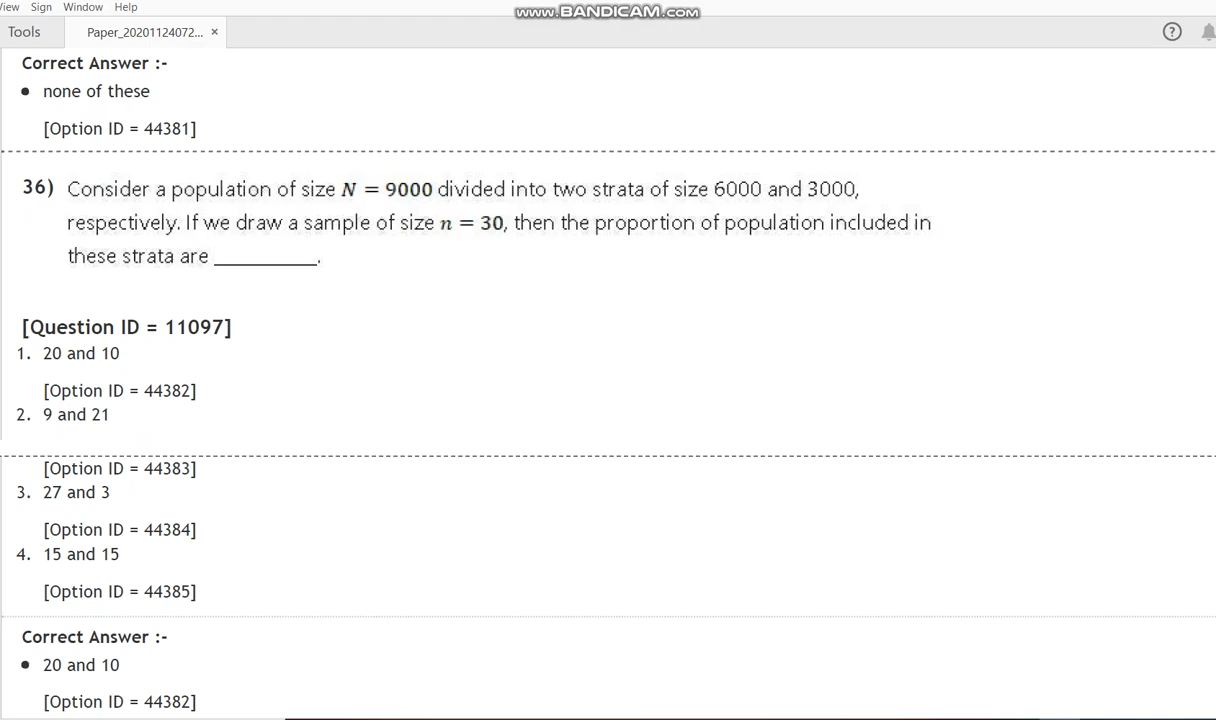 View Sign Window Help
www.BANDICAM.COM
Tools Paper_20201124072... ×
Correct Answer :-
• none of these
[Option ID = 44381]
36) Consider a population of size N = 9000 divided into two strata of size 6000 and 3000,
respectively. If we draw a sample of size n = 30, then the proportion of population included in
these strata are __________.
[Question ID = 11097]
1. 20 and 10
[Option ID = 44382]
2. 9 and 21
[Option ID = 44383]
3. 27 and 3
[Option ID = 44384]
4. 15 and 15
[Option ID = 44385]
Correct Answer :-
• 20 and 10
[Option ID = 44382]